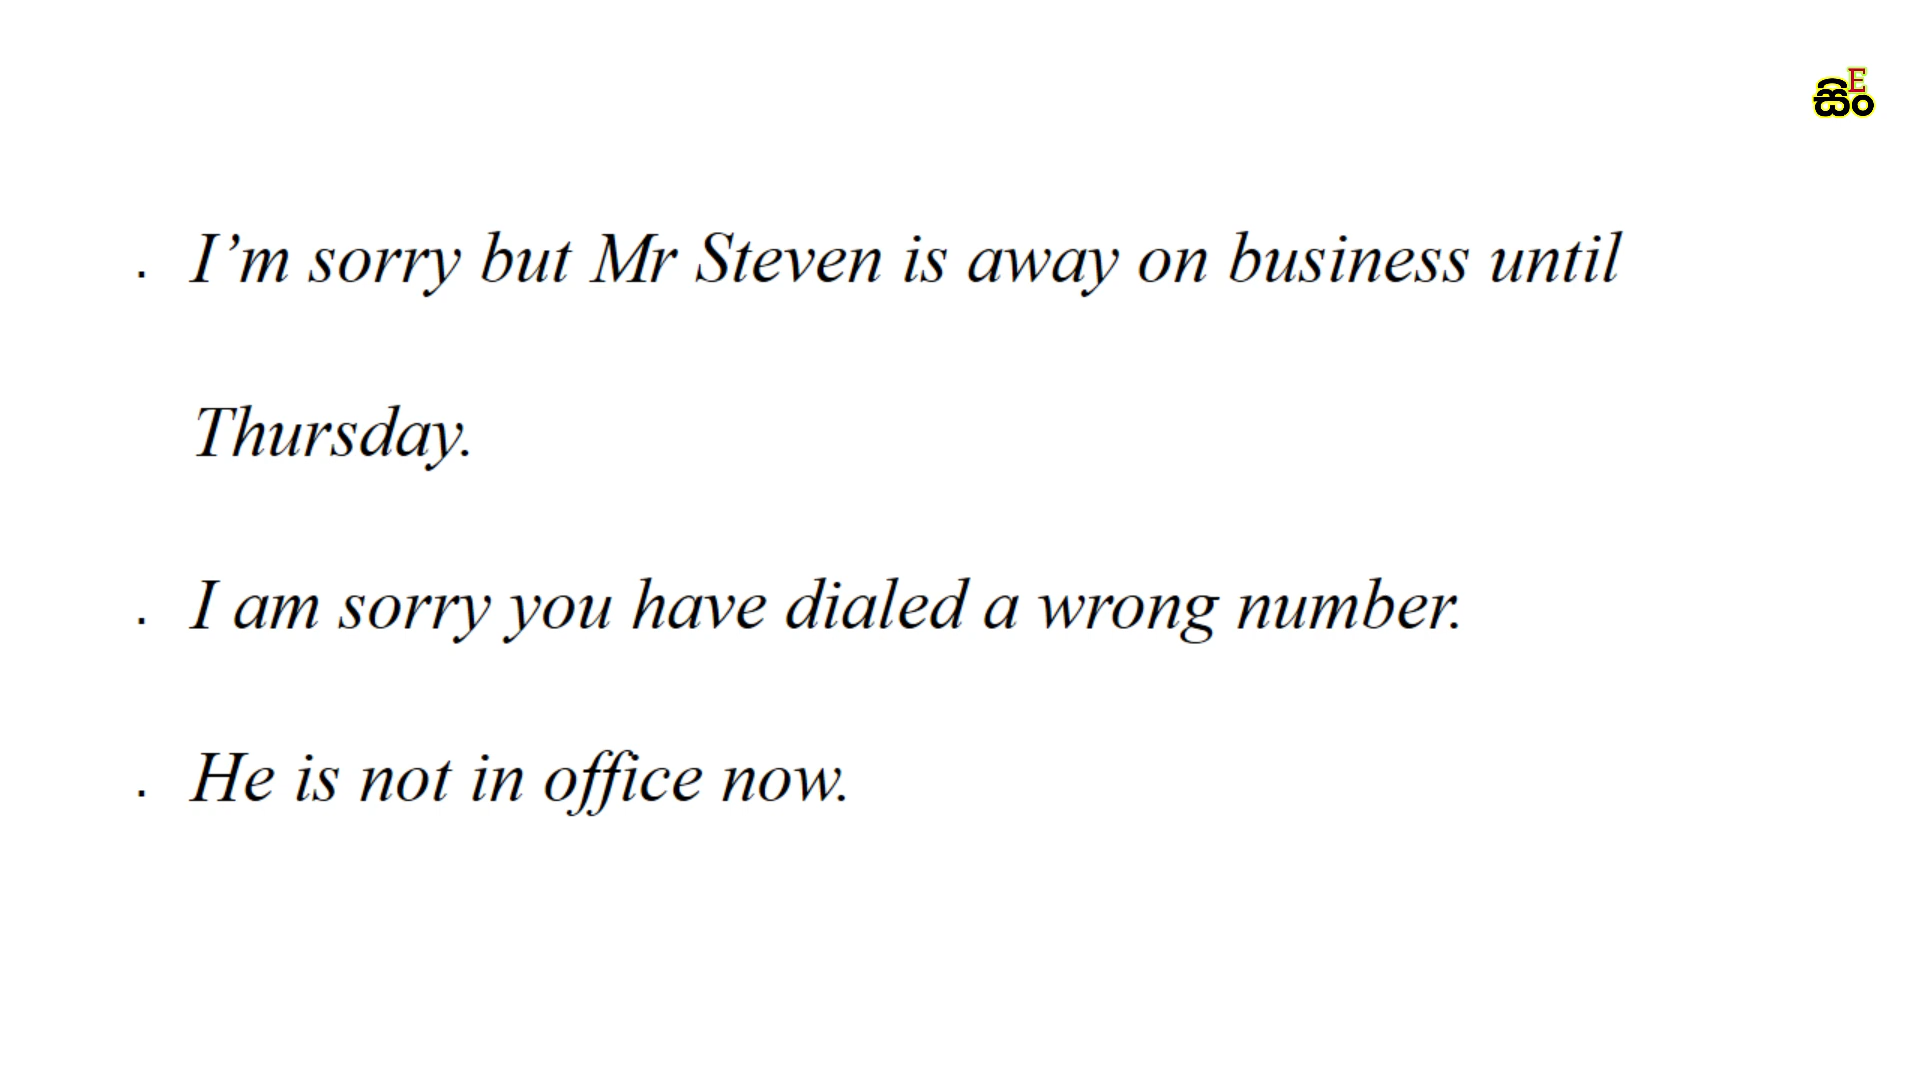 සිං
E
. I’m sorry but Mr Steven is away on business until
Thursday.
. I am sorry you have dialed a wrong number.
. He is not in office now.